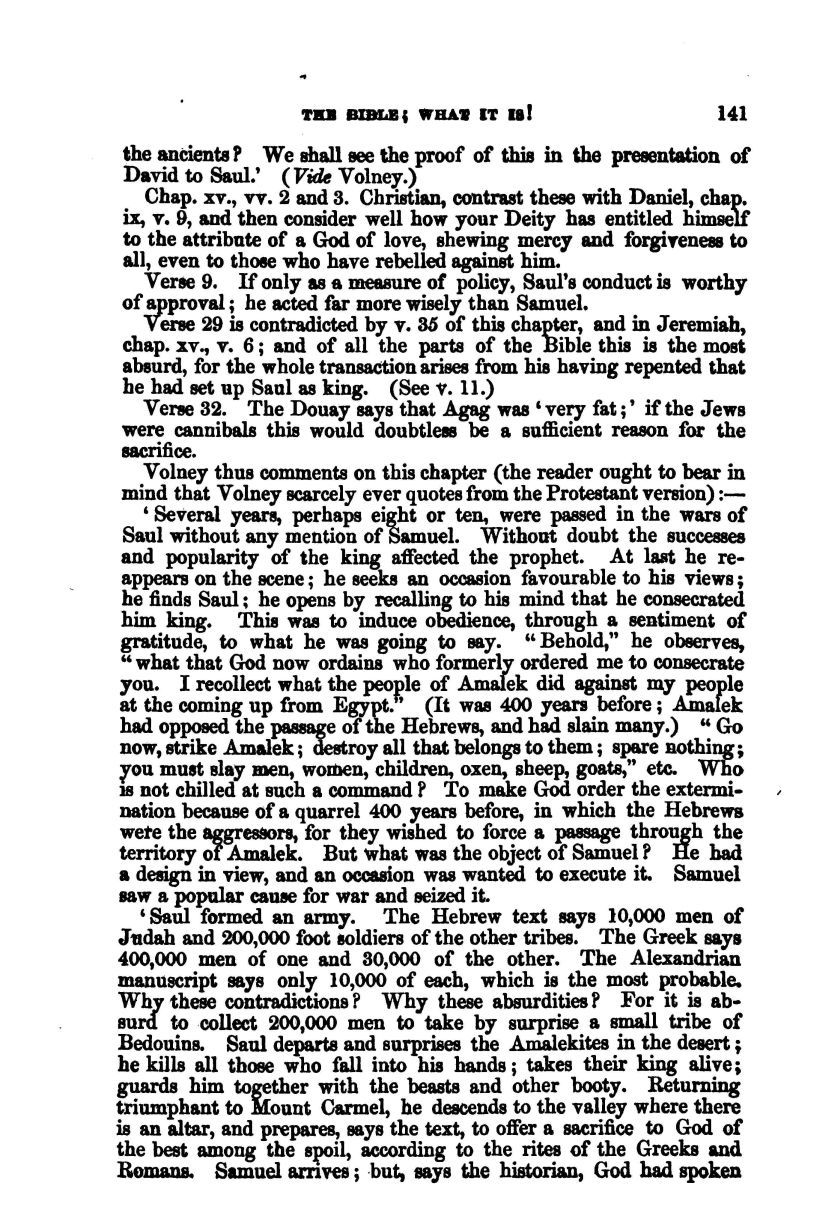 THE BIBLE; WHAT IT IS! 141
the ancients? We shall see the proof of this in the presentation of
David to Saul.' (Vide Volney.)
Chap. xv., vv. 2 and 3. Christian, contrast these with Daniel, chap.
ix, v. 9, and then consider well how your Deity has entitled himself
to the attribute of a God of love, shewing mercy and forgiveness to
all, even to those who have rebelled against him.
Verse 9. If only as a measure of policy, Saul's conduct is worthy
of approval; he acted far more wisely than Samuel.
Verse 29 is contradicted by v. 35 of this chapter, and in Jeremiah,
chap. xv., v. 6; and of all the parts of the Bible this is the most
absurd, for the whole transaction arises from his having repented that
he had set up Saul as king. (See v. 11.)
Verse 32. The Douay says that Agag was 'very fat;' if the Jews
were cannibals this would doubtless be a sufficient reason for the
sacrifice.
Volney thus comments on this chapter (the reader ought to bear in
mind that Volney scarcely ever quotes from the Protestant version):—
'Several years, perhaps eight or ten, were passed in the wars of
Saul without any mention of Samuel. Without doubt the successes
and popularity of the king affected the prophet. At last he re-
appears on the scene; he seeks an occasion favourable to his views;
he finds Saul; he opens by recalling to his mind that he consecrated
him king. This was to induce obedience, through a sentiment of
gratitude, to what he was going to say. "Behold," he observes,
"what that God now ordains who formerly ordered me to consecrate
you. I recollect what the people of Amalek did against my people
at the coming up from Egypt." (It was 400 years before; Amalek
had opposed the passage of the Hebrews, and had slain many.) "Go
now, strike Amalek; destroy all that belongs to them; spare nothing;
you must slay men, women, children, oxen, sheep, goats," etc. Who
is not chilled at such a command? To make God order the extermi-
nation because of a quarrel 400 years before, in which the Hebrews
were the aggressors, for they wished to force a passage through the
territory of Amalek. But what was the object of Samuel? He had
a design in view, and an occasion was wanted to execute it. Samuel
saw a popular cause for war and seized it.
'Saul formed an army. The Hebrew text says 10,000 men of
Judah and 200,000 foot soldiers of the other tribes. The Greek says
400,000 men of one and 30,000 of the other. The Alexandrian
manuscript says only 10,000 of each, which is the most probable.
Why these contradictions? Why these absurdities? For it is ab-
surd to collect 200,000 men to take by surprise a small tribe of
Bedouins. Saul departs and surprises the Amalekites in the desert;
he kills all those who fall into his hands; takes their king alive;
guards him together with the beasts and other booty. Returning
triumphant to Mount Carmel, he descends to the valley where there
is an altar, and prepares, says the text, to offer a sacrifice to God of
the best among the spoil, according to the rites of the Greeks and
Romans. Samuel arrives; but, says the historian, God had spoken